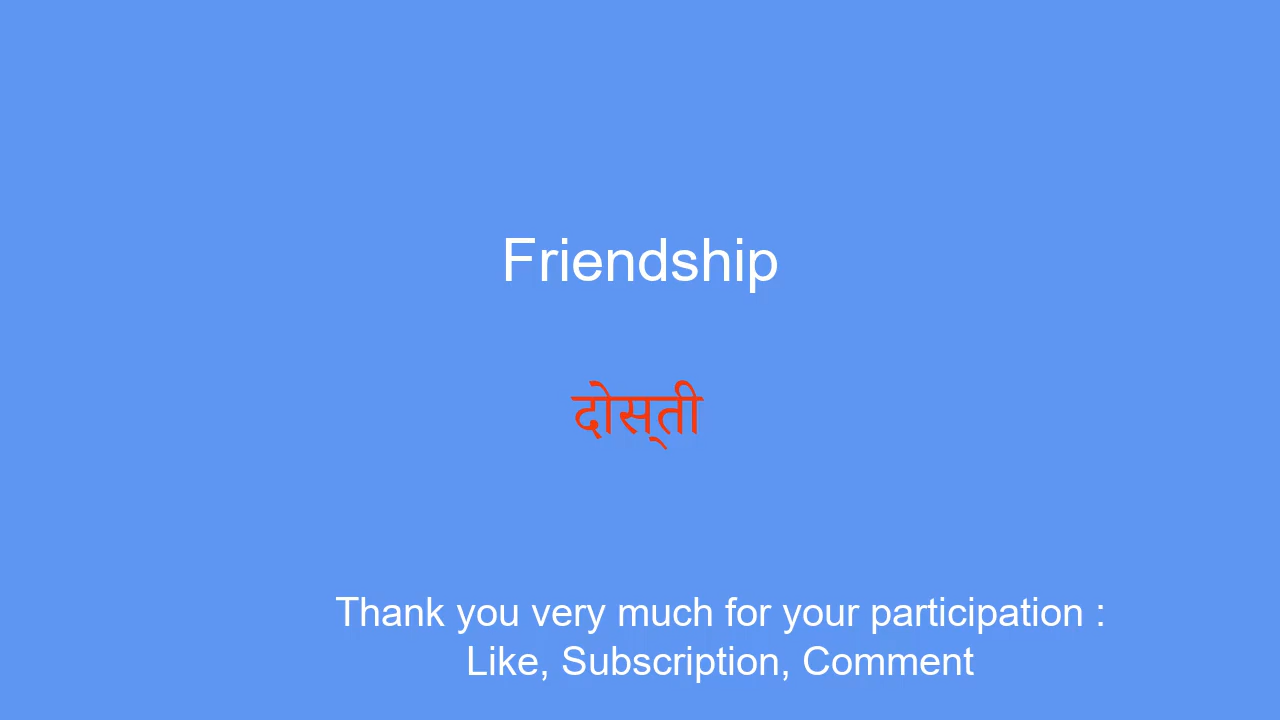 Friendship
दोस्ती
Thank you very much for your participation :
Like, Subscription, Comment